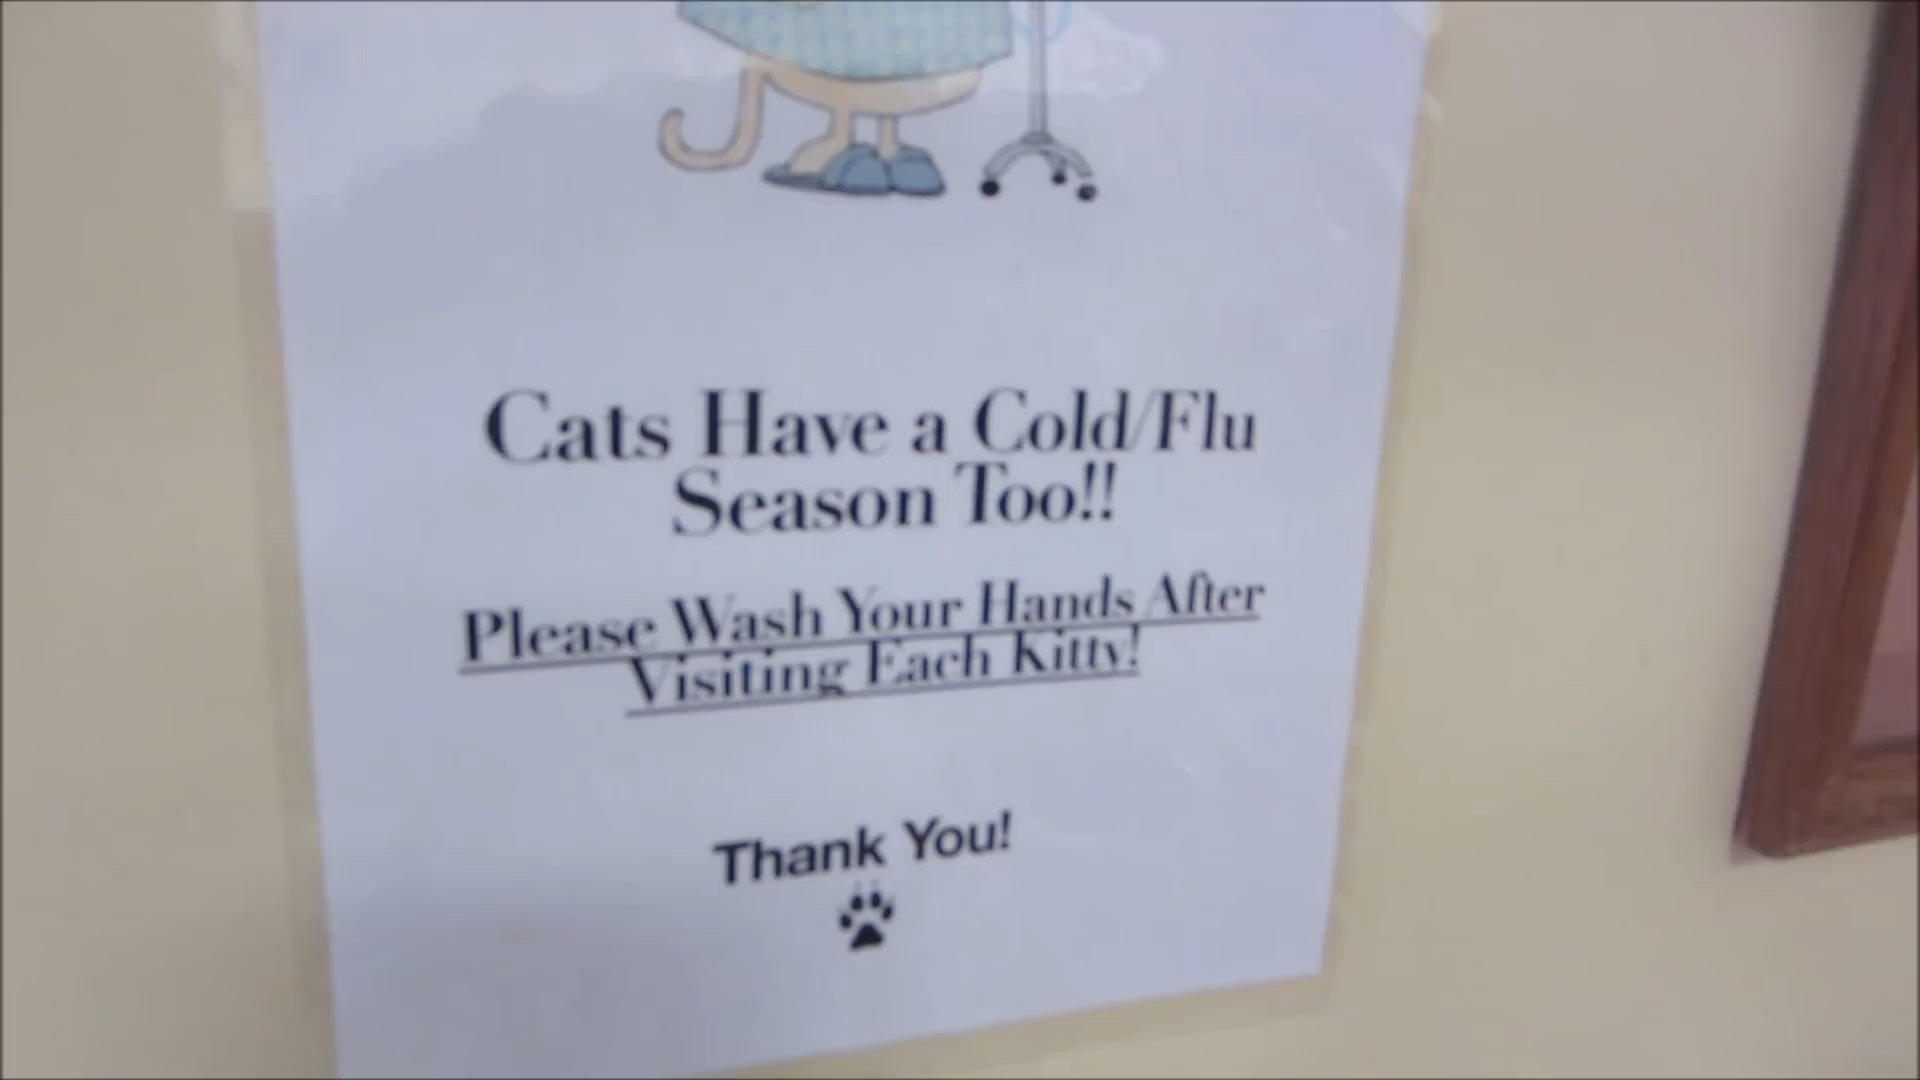 Cats Have a Cold/Flu
Season Too!!
Please Wash Your Hands After
Visiting Each Kitty!
Thank You!